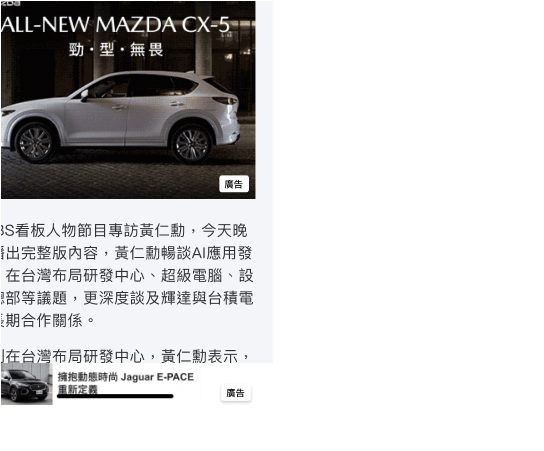 ALL-NEW MAZDA CX-5
勁·型·無畏
廣告
BS看板人物節目專訪黃仁勳，今天晚
播出完整版內容，黃仁勳暢談AI應用發
在台灣布局研發中心、超級電腦、設
總部等議題，更深度談及輝達與台積電
長期合作關係。
在台灣布局研發中心，黃仁勳表示，
擁抱動態時尚 Jaguar E-PACE
重新定義
廣告